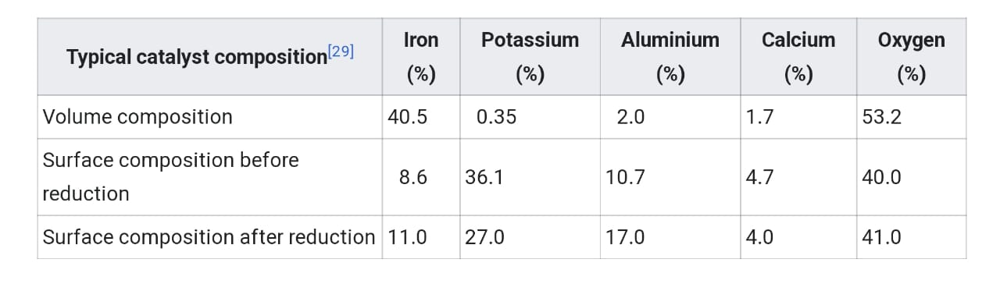 Typical catalyst composition[29] Iron (%) Potassium (%) Aluminium (%) Calcium (%) Oxygen (%)
Volume composition 40.5 0.35 2.0 1.7 53.2
Surface composition before
reduction 8.6 36.1 10.7 4.7 40.0
Surface composition after reduction 11.0 27.0 17.0 4.0 41.0